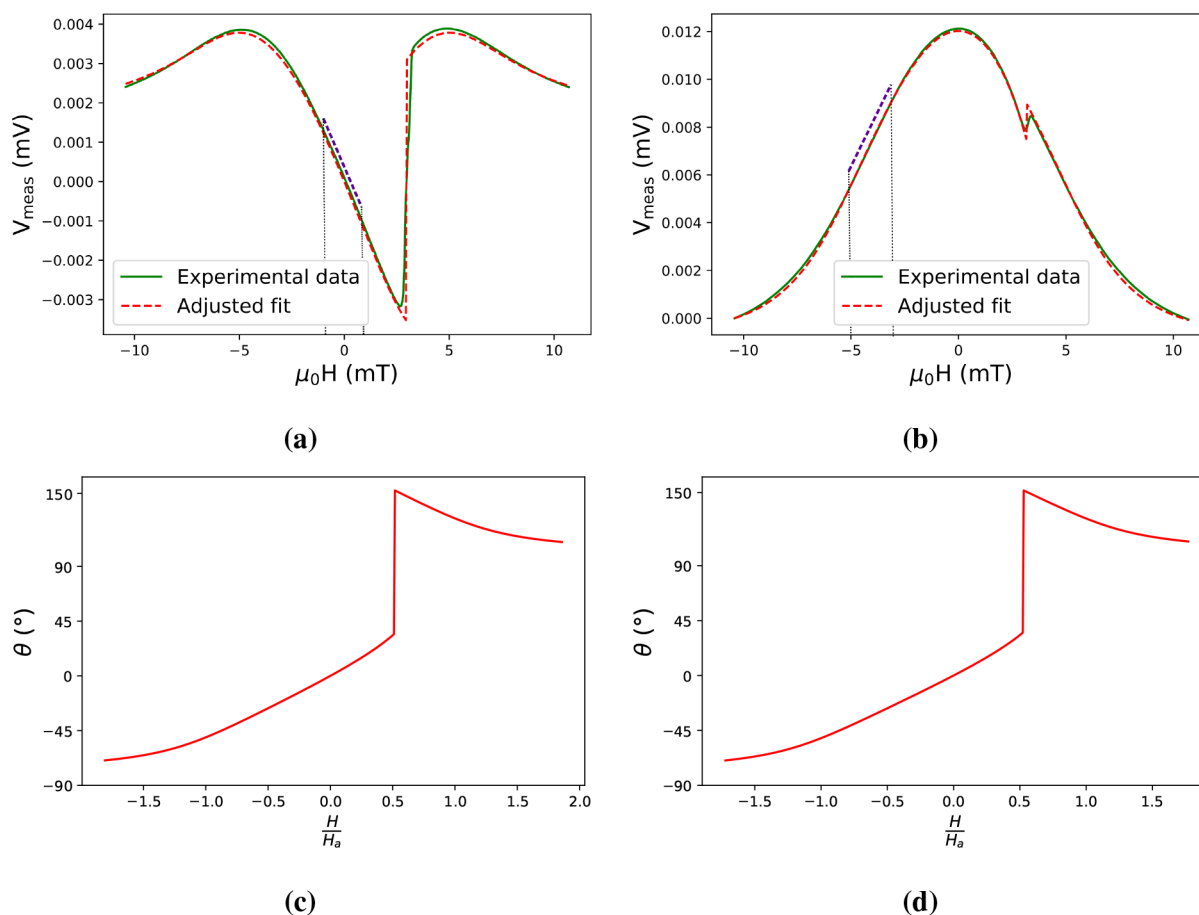 0.004
0.003
0.002
0.001
0.000
−0.001
−0.002
−0.003
V_meas (mV)
Experimental data
Adjusted fit
−10 −5 0 5 10
μ₀H (mT)
(a)
0.012
0.010
0.008
0.006
0.004
0.002
0.000
V_meas (mV)
Experimental data
Adjusted fit
−10 −5 0 5 10
μ₀H (mT)
(b)
150
90
45
0
−45
−90
θ (°)
−1.5 −1.0 −0.5 0.0 0.5 1.0 1.5 2.0
H
H_a
(c)
150
90
45
0
−45
−90
θ (°)
−1.5 −1.0 −0.5 0.0 0.5 1.0 1.5
H
H_a
(d)